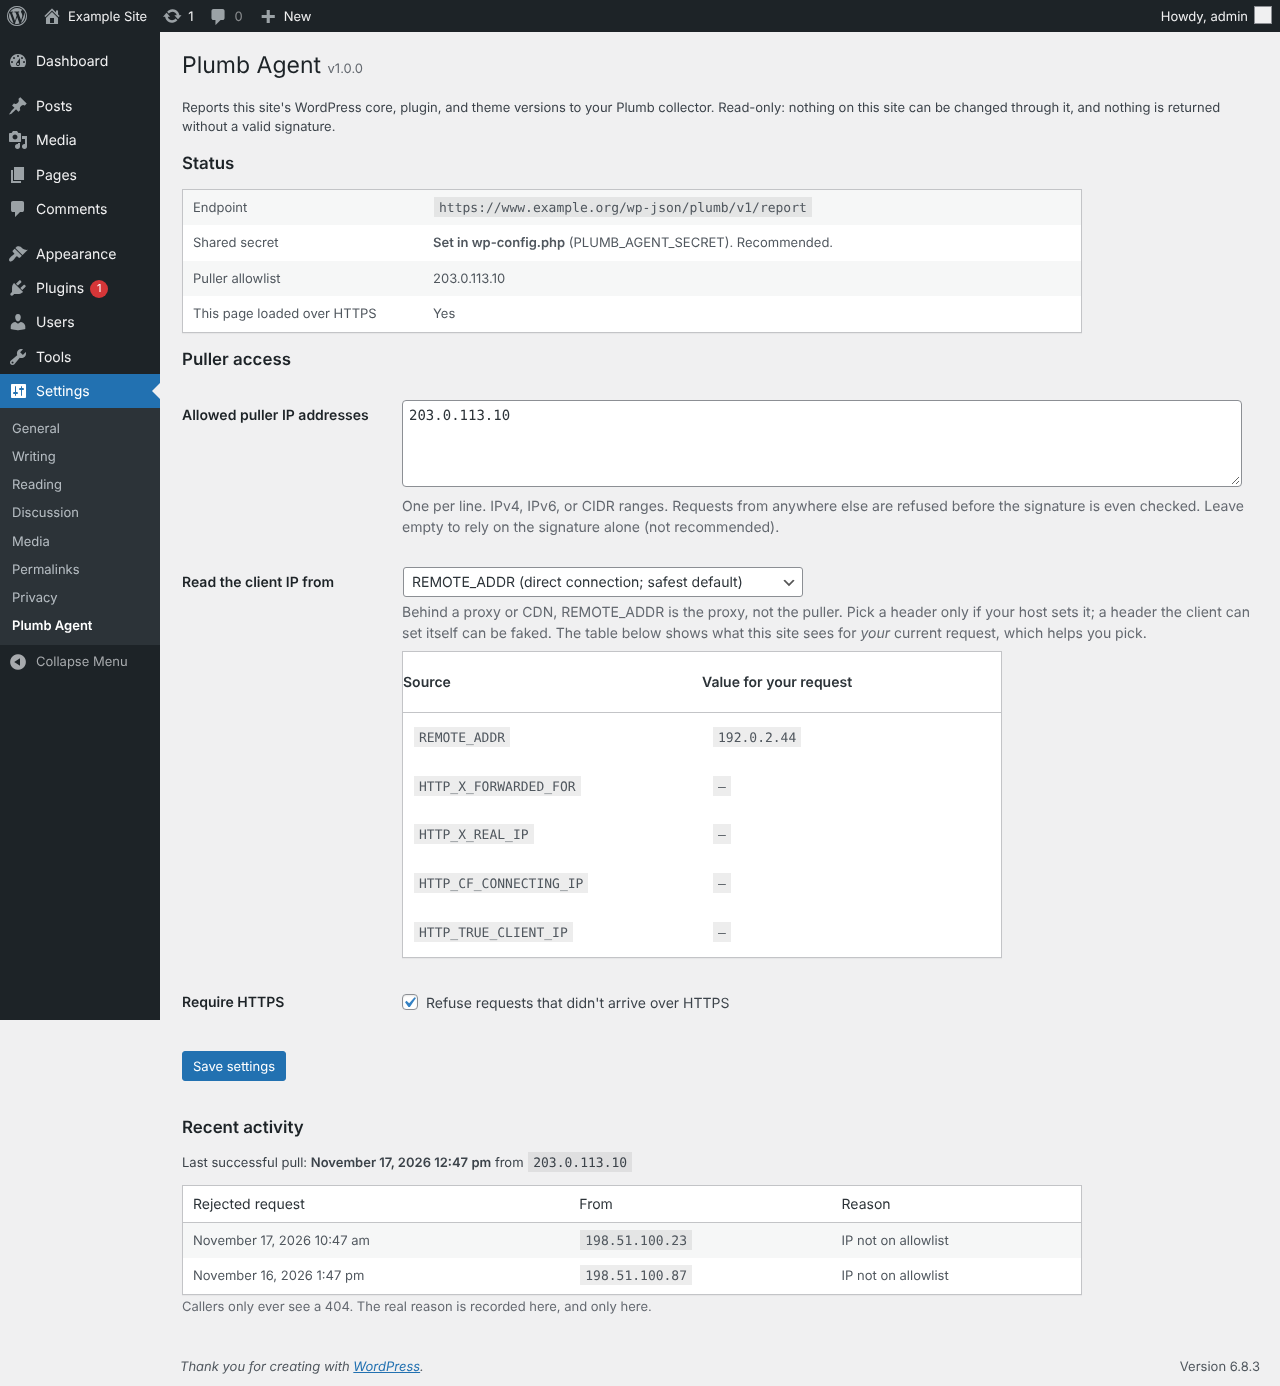 Example Site 1 0 New Howdy, admin
Dashboard
Posts
Media
Pages
Comments
Appearance
Plugins 1
Users
Tools
Settings
General
Writing
Reading
Discussion
Media
Permalinks
Privacy
Plumb Agent
Collapse Menu
Plumb Agent v1.0.0
Reports this site's WordPress core, plugin, and theme versions to your Plumb collector. Read-only: nothing on this site can be changed through it, and nothing is returned
without a valid signature.
Status
Endpoint https://www.example.org/wp-json/plumb/v1/report
Shared secret Set in wp-config.php (PLUMB_AGENT_SECRET). Recommended.
Puller allowlist 203.0.113.10
This page loaded over HTTPS Yes
Puller access
Allowed puller IP addresses 203.0.113.10
One per line. IPv4, IPv6, or CIDR ranges. Requests from anywhere else are refused before the signature is even checked. Leave
empty to rely on the signature alone (not recommended).
Read the client IP from REMOTE_ADDR (direct connection; safest default)
Behind a proxy or CDN, REMOTE_ADDR is the proxy, not the puller. Pick a header only if your host sets it; a header the client can
set itself can be faked. The table below shows what this site sees for your current request, which helps you pick.
Source Value for your request
REMOTE_ADDR 192.0.2.44
HTTP_X_FORWARDED_FOR —
HTTP_X_REAL_IP —
HTTP_CF_CONNECTING_IP —
HTTP_TRUE_CLIENT_IP —
Require HTTPS Refuse requests that didn't arrive over HTTPS
Save settings
Recent activity
Last successful pull: November 17, 2026 12:47 pm from 203.0.113.10
Rejected request From Reason
November 17, 2026 10:47 am 198.51.100.23 IP not on allowlist
November 16, 2026 1:47 pm 198.51.100.87 IP not on allowlist
Callers only ever see a 404. The real reason is recorded here, and only here.
Thank you for creating with WordPress. Version 6.8.3